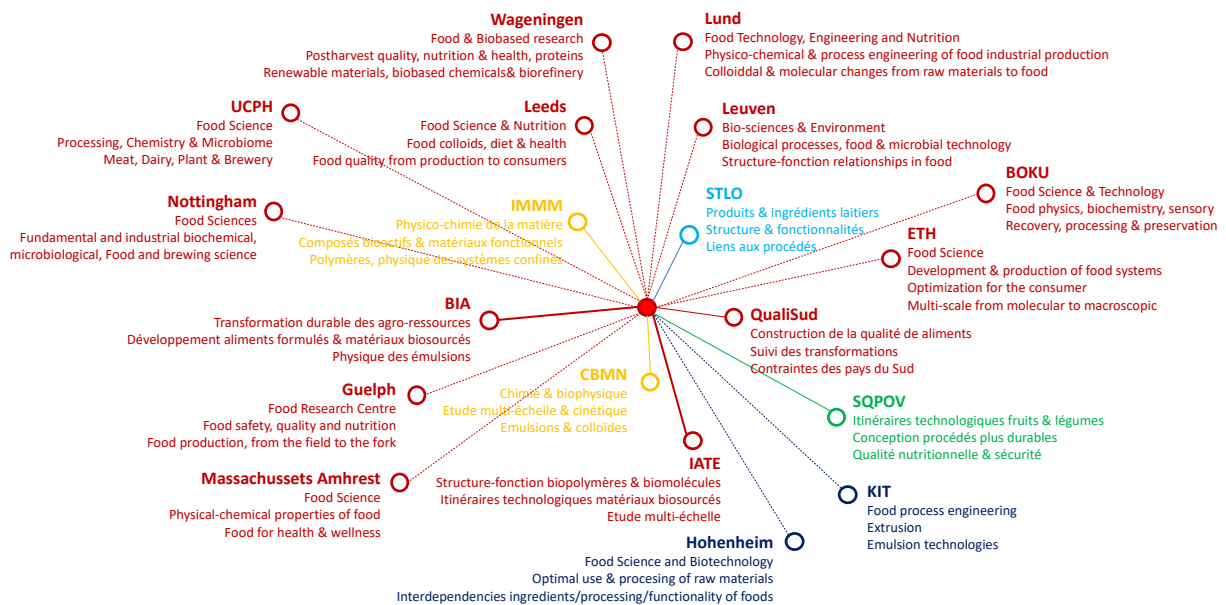 Wageningen
Food & Biobased research
Postharvest quality, nutrition & health, proteins
Renewable materials, biobased chemicals& biorefinery
Lund
Food Technology, Engineering and Nutrition
Physico-chemical & process engineering of food industrial production
Colloiddal & molecular changes from raw materials to food
UCPH
Food Science
Processing, Chemistry & Microbiome
Meat, Dairy, Plant & Brewery
Leeds
Food Science & Nutrition
Food colloids, diet & health
Food quality from production to consumers
Leuven
Bio-sciences & Environment
Biological processes, food & microbial technology
Structure-fonction relationships in food
BOKU
Food Science & Technology
Food physics, biochemistry, sensory
Recovery, processing & preservation
Nottingham
Food Sciences
Fundamental and industrial biochemical,
microbiological, Food and brewing science
IMMM
Physico-chimie de la matière
Composés bioactifs & matériaux fonctionnels
Polymères, physique des systèmes confinés
STLO
Produits & ingrédients laitiers
Structure & fonctionnalités
Liens aux procédés
ETH
Food Science
Development & production of food systems
Optimization for the consumer
Multi-scale from molecular to macroscopic
BIA
Transformation durable des agro-ressources
Développement aliments formulés & matériaux biosourcés
Physique des émulsions
QualiSud
Construction de la qualité de aliments
Suivi des transformations
Contraintes des pays du Sud
Guelph
Food Research Centre
Food safety, quality and nutrition
Food production, from the field to the fork
CBMN
Chimie & biophysique
Etude multi-échelle & cinétique
Emulsions & colloïdes
SQPOV
Itinéraires technologiques fruits & légumes
Conception procédés plus durables
Qualité nutritionnelle & sécurité
Massachussets Amhrest
Food Science
Physical-chemical properties of food
Food for health & wellness
IATE
Structure-fonction biopolymères & biomolécules
Itinéraires technologiques matériaux biosourcés
Etude multi-échelle
KIT
Food process engineering
Extrusion
Emulsion technologies
Hohenheim
Food Science and Biotechnology
Optimal use & procesing of raw materials
Interdependencies ingredients/processing/functionality of foods